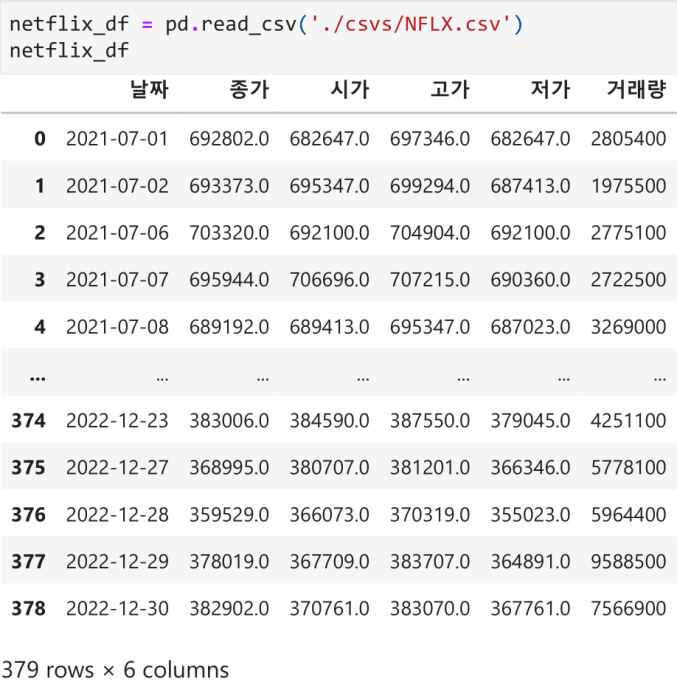 netflix_df = pd.read_csv('./csvs/NFLX.csv')
netflix_df
날짜 종가 시가 고가 저가 거래량
0 2021-07-01 692802.0 682647.0 697346.0 682647.0 2805400
1 2021-07-02 693373.0 695347.0 699294.0 687413.0 1975500
2 2021-07-06 703320.0 692100.0 704904.0 692100.0 2775100
3 2021-07-07 695944.0 706696.0 707215.0 690360.0 2722500
4 2021-07-08 689192.0 689413.0 695347.0 687023.0 3269000
... ... ... ... ... ... ...
374 2022-12-23 383006.0 384590.0 387550.0 379045.0 4251100
375 2022-12-27 368995.0 380707.0 381201.0 366346.0 5778100
376 2022-12-28 359529.0 366073.0 370319.0 355023.0 5964400
377 2022-12-29 378019.0 367709.0 383707.0 364891.0 9588500
378 2022-12-30 382902.0 370761.0 383070.0 367761.0 7566900
379 rows × 6 columns